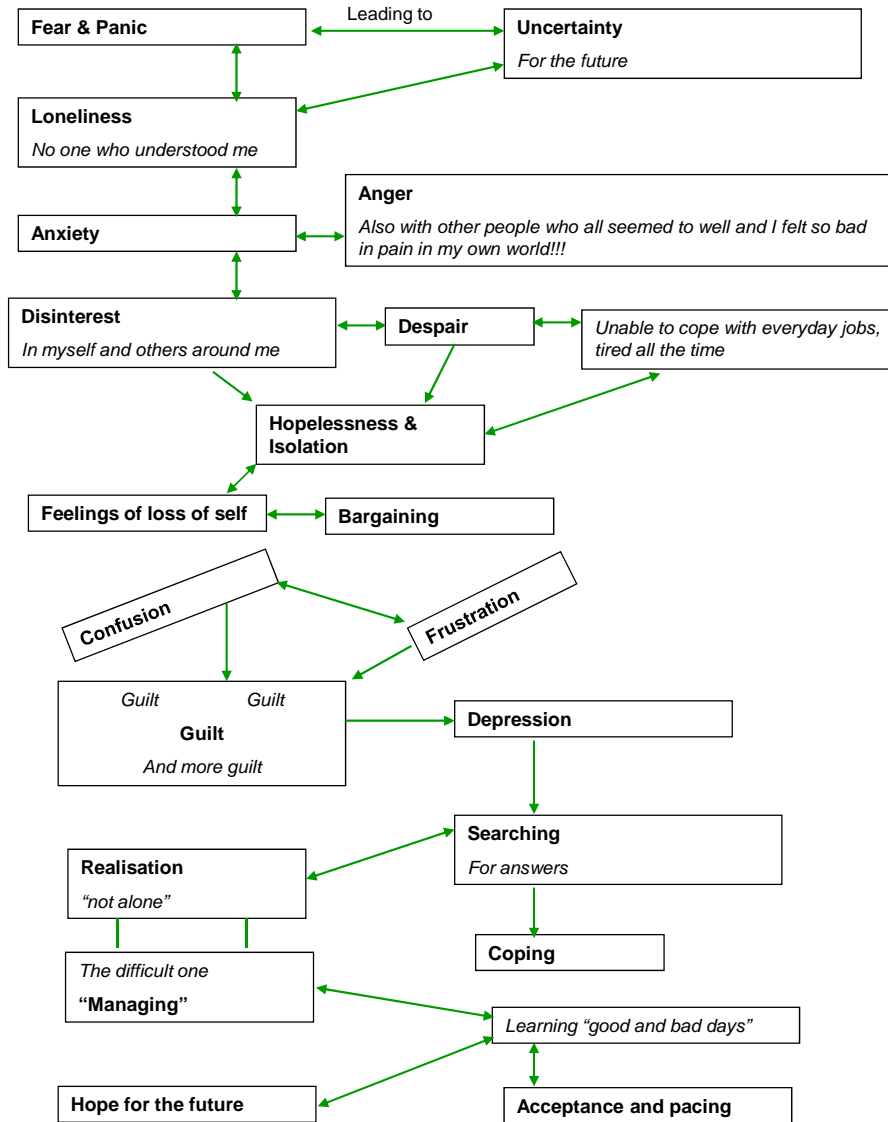 Fear & Panic
Leading to
Uncertainty
For the future
Loneliness
No one who understood me
Anger
Also with other people who all seemed to well and I felt so bad
in pain in my own world!!!
Anxiety
Disinterest
In myself and others around me
Despair
Unable to cope with everyday jobs,
tired all the time
Hopelessness &
Isolation
Feelings of loss of self
Bargaining
Confusion
Frustration
Guilt Guilt
Guilt
And more guilt
Depression
Searching
For answers
Realisation
“not alone”
Coping
The difficult one
“Managing”
Learning “good and bad days”
Hope for the future
Acceptance and pacing